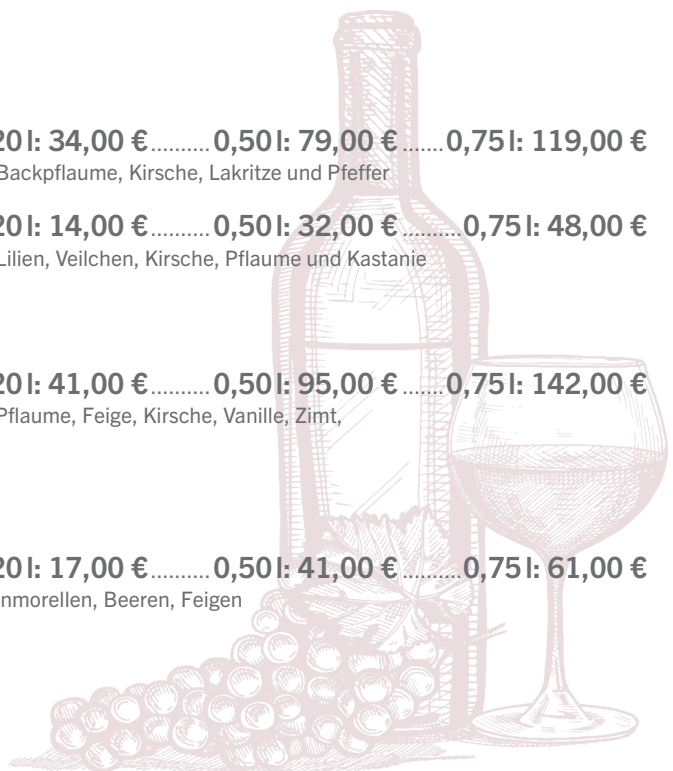 20 l: 34,00 €..........0,50 l: 79,00 €.......0,75 l: 119,00 €
Backpflaume, Kirsche, Lakritze und Pfeffer
20 l: 14,00 €..........0,50 l: 32,00 €..........0,75 l: 48,00 €
Lilien, Veilchen, Kirsche, Pflaume und Kastanie
20 l: 41,00 €..........0,50 l: 95,00 €.......0,75 l: 142,00 €
Pflaume, Feige, Kirsche, Vanille, Zimt,
20 l: 17,00 €..........0,50 l: 41,00 €..........0,75 l: 61,00 €
nmorellen, Beeren, Feigen